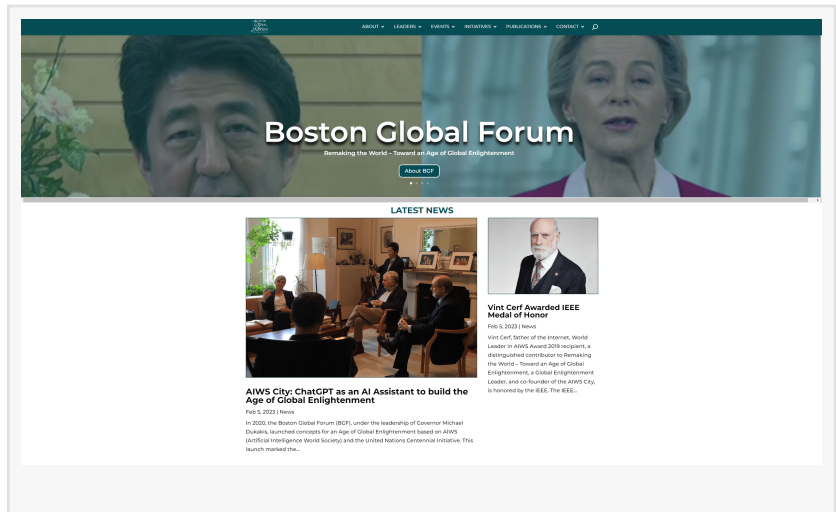 BOSTON
GLOBAL
FORUM
ABOUT LEADERS EVENTS INITIATIVES PUBLICATIONS CONTACT
Boston Global Forum
Remaking the World – Toward an Age of Global Enlightenment
About BGF
LATEST NEWS
AIWS City: ChatGPT as an AI Assistant to build the
Age of Global Enlightenment
Feb 5, 2023 | News
In 2020, the Boston Global Forum (BGF), under the leadership of Governor Michael
Dukakis, launched concepts for an Age of Global Enlightenment based on AIWS
(Artificial Intelligence World Society) and the United Nations Centennial Initiative. This
launch marked the...
Vint Cerf Awarded IEEE
Medal of Honor
Feb 5, 2023 | News
Vint Cerf, father of the Internet, World
Leader in AIWS Award 2019 recipient, a
distinguished contributor to Remaking
the World – Toward an Age of Global
Enlightenment, a Global Enlightenment
Leader, and co-founder of the AIWS City,
is honored by the IEEE. The IEEE...